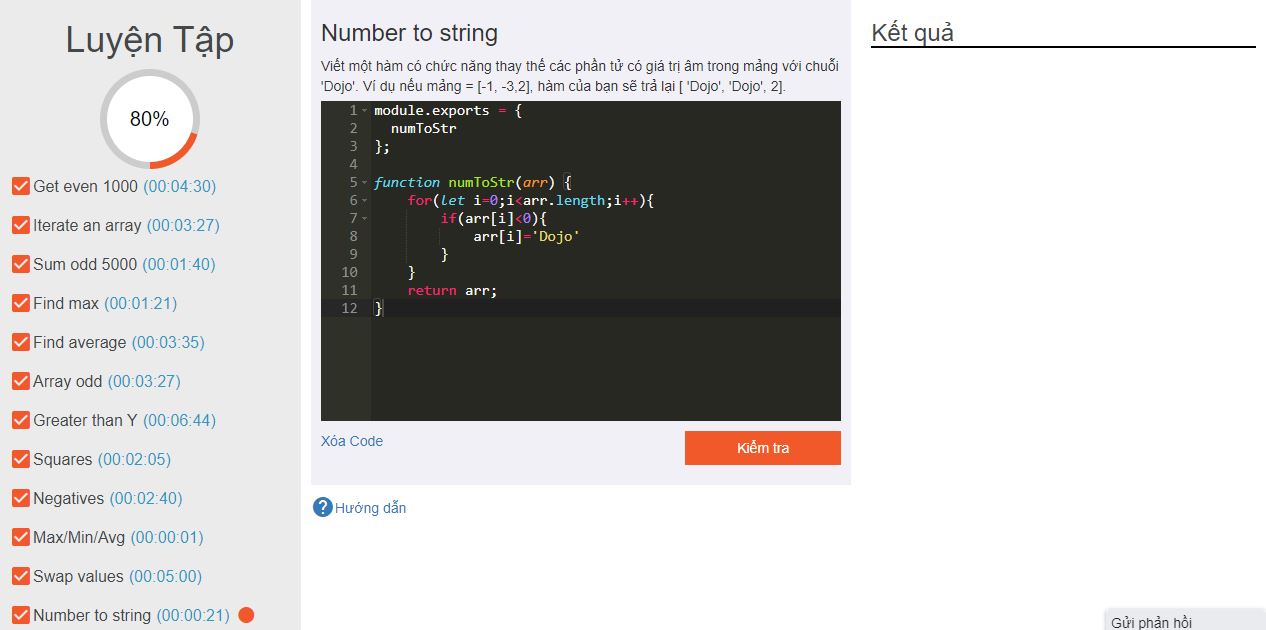 Luyện Tập
80%
Get even 1000 (00:04:30)
Iterate an array (00:03:27)
Sum odd 5000 (00:01:40)
Find max (00:01:21)
Find average (00:03:35)
Array odd (00:03:27)
Greater than Y (00:06:44)
Squares (00:02:05)
Negatives (00:02:40)
Max/Min/Avg (00:00:01)
Swap values (00:05:00)
Number to string (00:00:21)
Number to string
Viết một hàm có chức năng thay thế các phần tử có giá trị âm trong mảng với chuỗi
'Dojo'. Ví dụ nếu mảng = [-1, -3,2], hàm của bạn sẽ trả lại [ 'Dojo', 'Dojo', 2].
1 module.exports = {
2 numToStr
3 };
4
5 function numToStr(arr) {
6 for(let i=0;i<arr.length;i++){
7 if(arr[i]<0){
8 arr[i]='Dojo'
9 }
10 }
11 return arr;
12 }
Xóa Code
Kiểm tra
? Hướng dẫn
Kết quả
Gửi phản hồi